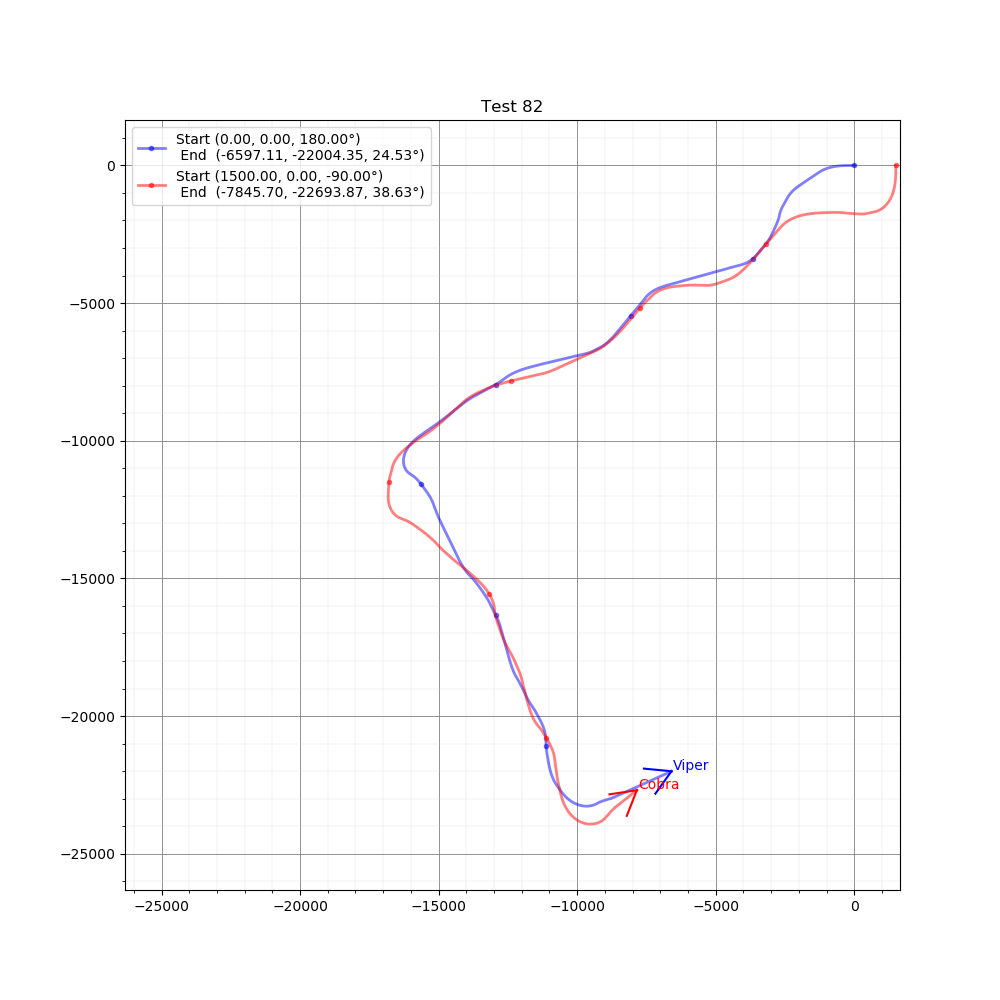 Test 82
Start (0.00, 0.00, 180.00°)
End (-6597.11, -22004.35, 24.53°)
Start (1500.00, 0.00, -90.00°)
End (-7845.70, -22693.87, 38.63°)
0
−5000
−10000
−15000
−20000
−25000
Viper
Cobra
−25000 −20000 −15000 −10000 −5000 0